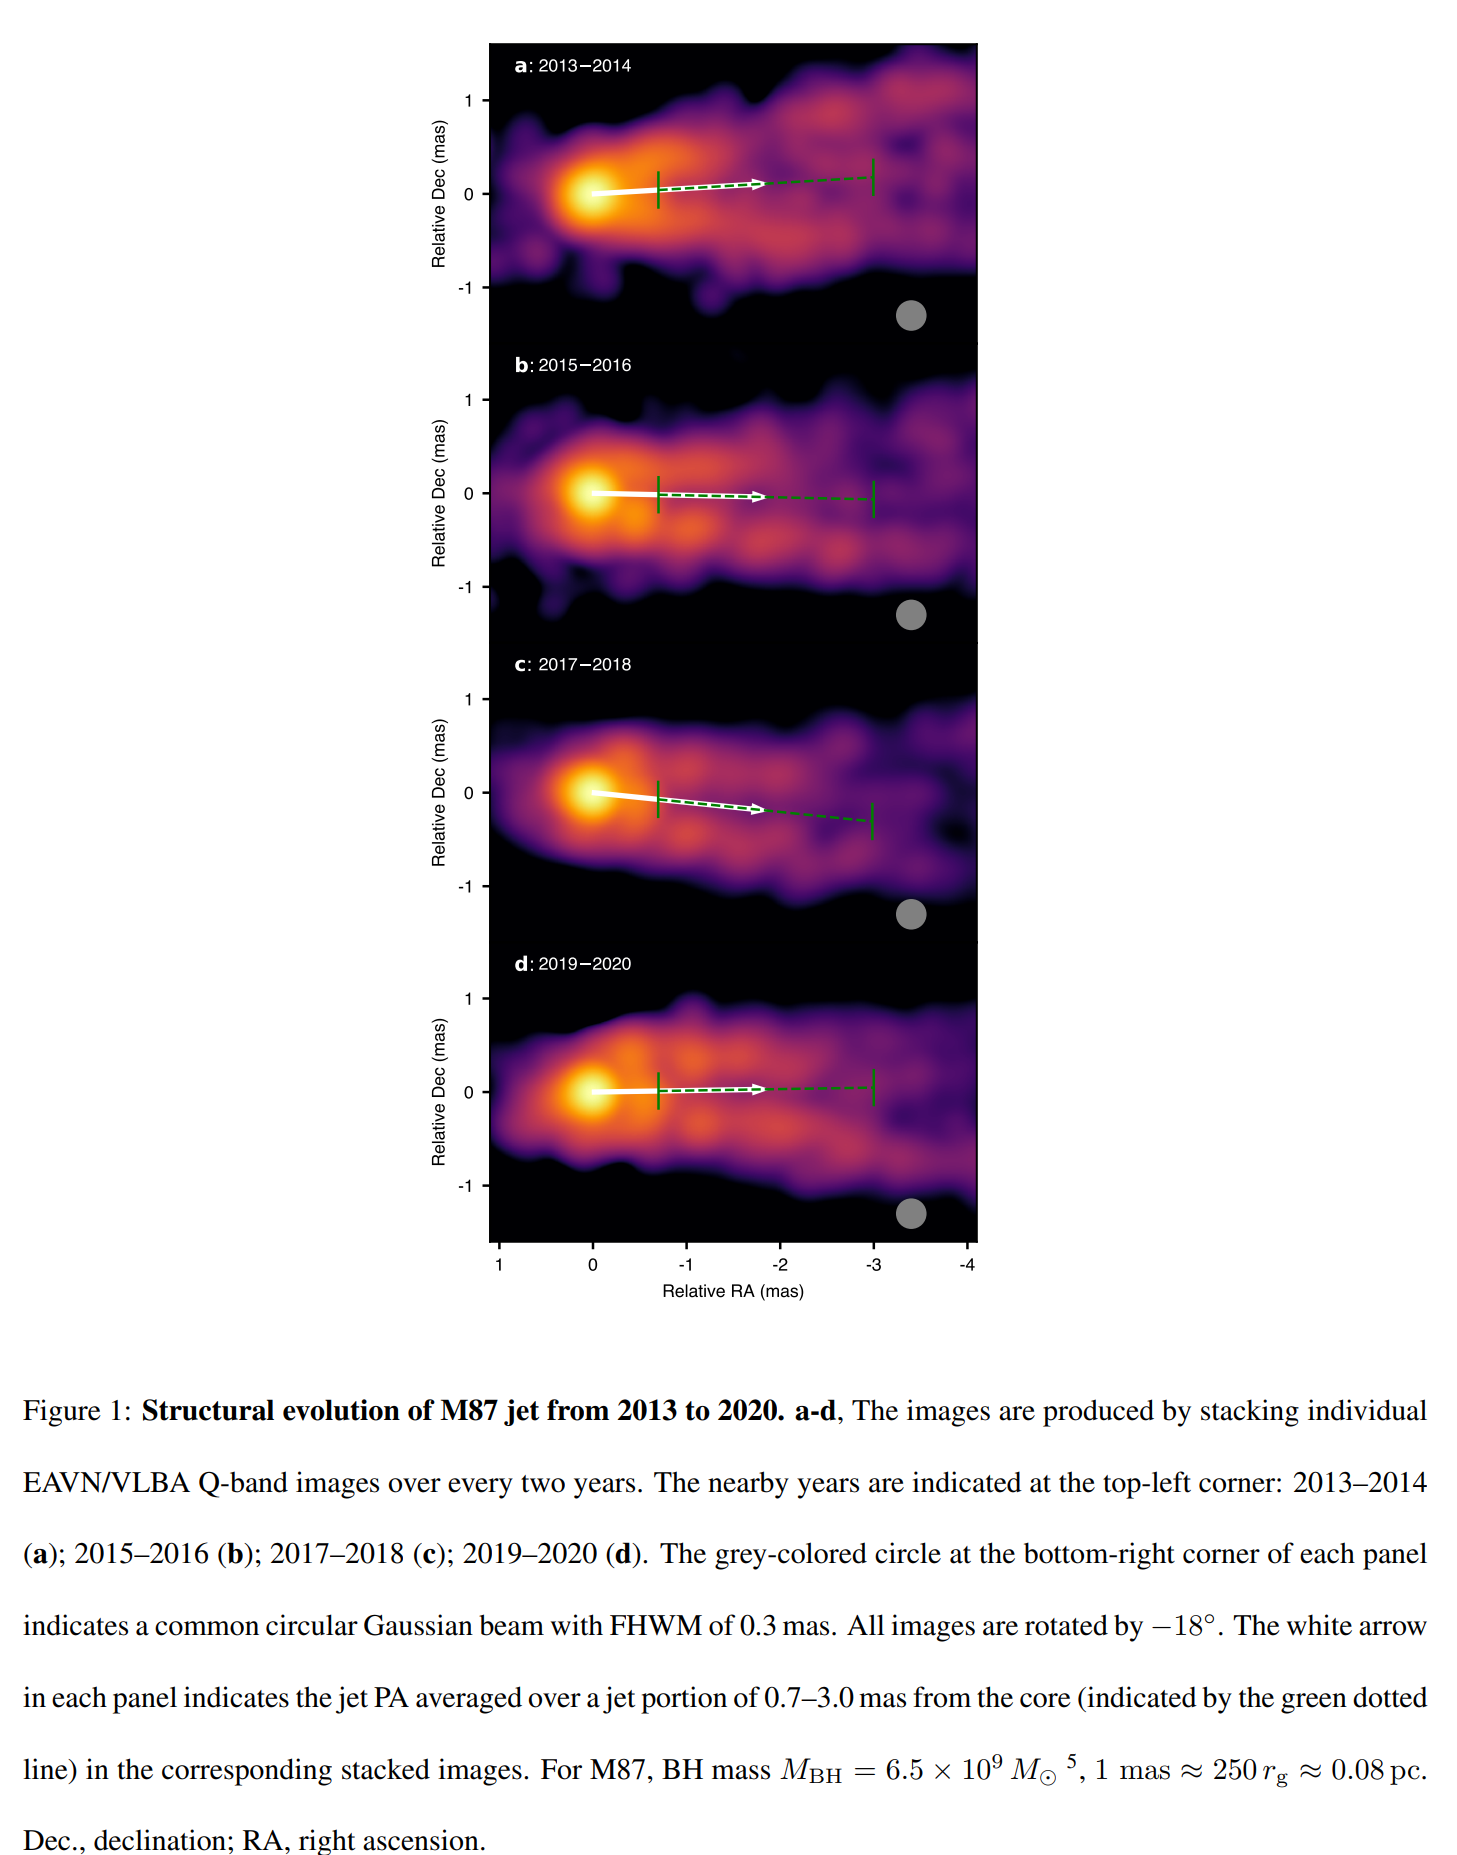 a: 2013−2014
1
0
-1
Relative Dec (mas)
b: 2015−2016
1
0
-1
Relative Dec (mas)
c: 2017−2018
1
0
-1
Relative Dec (mas)
d: 2019−2020
1
0
-1
Relative Dec (mas)
1 0 -1 -2 -3 -4
Relative RA (mas)
Figure 1: Structural evolution of M87 jet from 2013 to 2020. a-d, The images are produced by stacking individual
EAVN/VLBA Q-band images over every two years. The nearby years are indicated at the top-left corner: 2013–2014
(a); 2015–2016 (b); 2017–2018 (c); 2019–2020 (d). The grey-colored circle at the bottom-right corner of each panel
indicates a common circular Gaussian beam with FHWM of 0.3 mas. All images are rotated by −18°. The white arrow
in each panel indicates the jet PA averaged over a jet portion of 0.7–3.0 mas from the core (indicated by the green dotted
line) in the corresponding stacked images. For M87, BH mass M_BH = 6.5 × 10⁹ M_⊙ ⁵, 1 mas ≈ 250 r_g ≈ 0.08 pc.
Dec., declination; RA, right ascension.